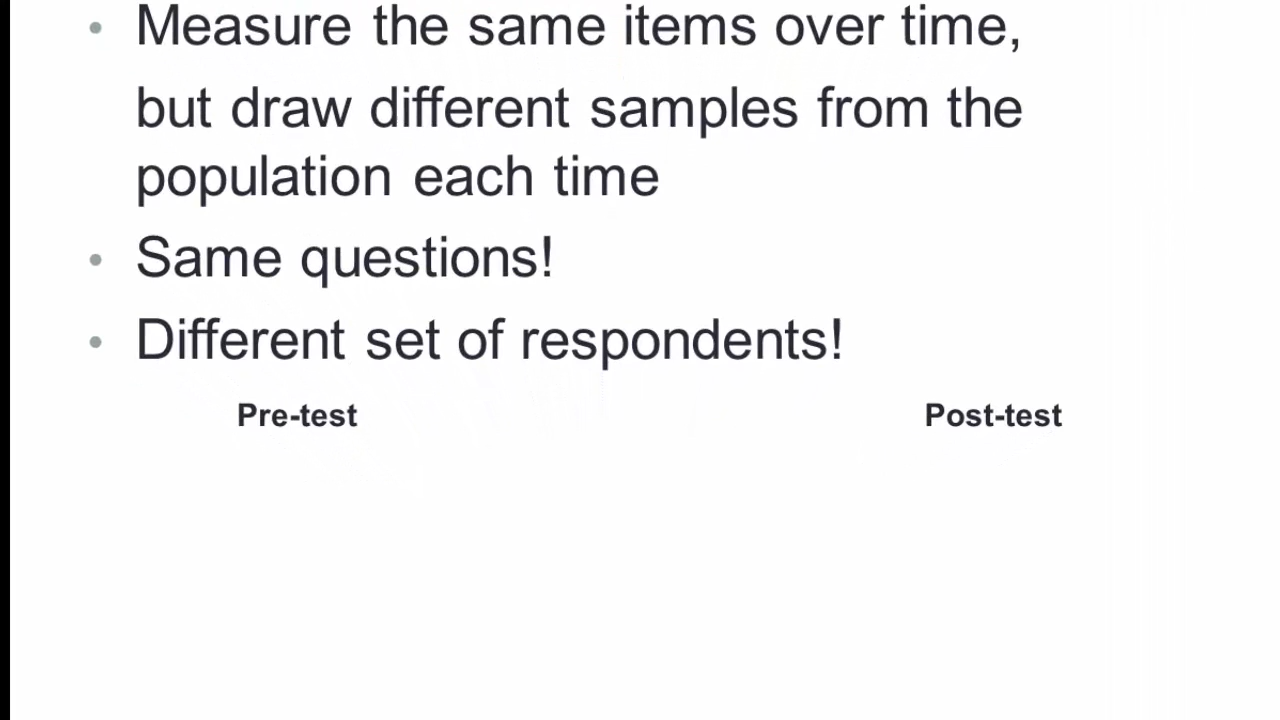 • Measure the same items over time,
but draw different samples from the
population each time
• Same questions!
• Different set of respondents!
Pre-test Post-test